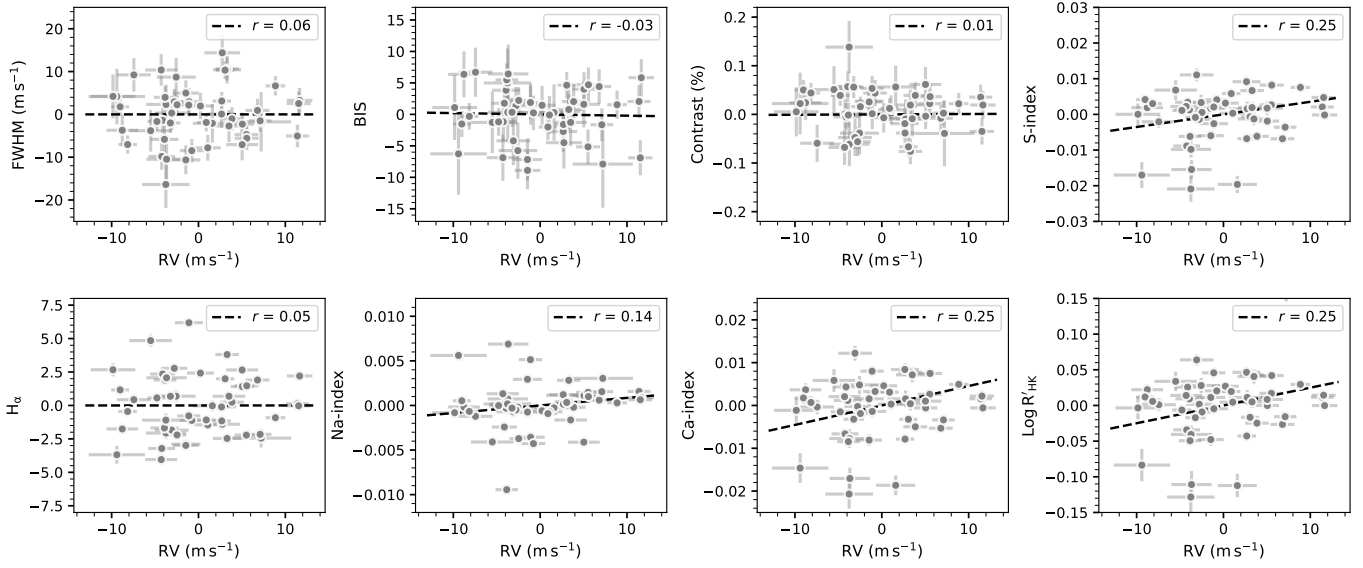 FWHM (m s⁻¹)
20
10
0
−10
−20
r = 0.06
−10 0 10
RV (m s⁻¹)
BIS
15
10
5
0
−5
−10
−15
r = -0.03
−10 0 10
RV (m s⁻¹)
Contrast (%)
0.2
0.1
0.0
−0.1
−0.2
r = 0.01
−10 0 10
RV (m s⁻¹)
S-index
0.03
0.02
0.01
0.00
−0.01
−0.02
−0.03
r = 0.25
−10 0 10
RV (m s⁻¹)
Hα
7.5
5.0
2.5
0.0
−2.5
−5.0
−7.5
r = 0.05
−10 0 10
RV (m s⁻¹)
Na-index
0.010
0.005
0.000
−0.005
−0.010
r = 0.14
−10 0 10
RV (m s⁻¹)
Ca-index
0.02
0.01
0.00
−0.01
−0.02
r = 0.25
−10 0 10
RV (m s⁻¹)
Log R′HK
0.15
0.10
0.05
0.00
−0.05
−0.10
−0.15
r = 0.25
−10 0 10
RV (m s⁻¹)